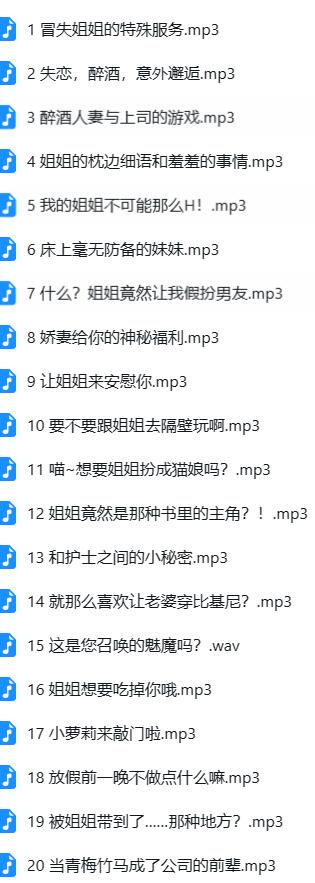 1 冒失姐姐的特殊服务.mp3
2 失恋，醉酒，意外邂逅.mp3
3 醉酒人妻与上司的游戏.mp3
4 姐姐的枕边细语和羞羞的事情.mp3
5 我的姐姐不可能那么H！.mp3
6 床上毫无防备的妹妹.mp3
7 什么？姐姐竟然让我假扮男友.mp3
8 娇妻给你的神秘福利.mp3
9 让姐姐来安慰你.mp3
10 要不要跟姐姐去隔壁玩啊.mp3
11 喵~想要姐姐扮成猫娘吗？.mp3
12 姐姐竟然是那种书里的主角？！.mp3
13 和护士之间的小秘密.mp3
14 就那么喜欢让老婆穿比基尼？.mp3
15 这是您召唤的魅魔吗？.wav
16 姐姐想要吃掉你哦.mp3
17 小萝莉来敲门啦.mp3
18 放假前一晚不做点什么嘛.mp3
19 被姐姐带到了......那种地方？.mp3
20 当青梅竹马成了公司的前辈.mp3